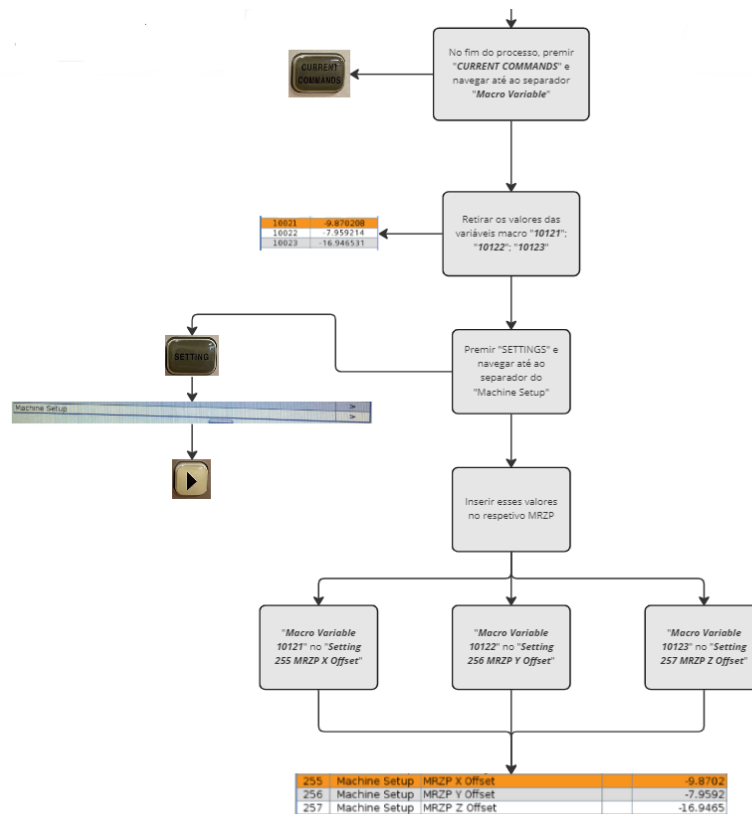 No fim do processo, premir
"CURRENT COMMANDS" e
navegar até ao separador
"Macro Variable"
CURRENT
COMMANDS
Retirar os valores das
variáveis macro "10121";
"10122"; "10123"
10021 -9.870208
10022 -7.959214
10023 -16.946531
Premir "SETTINGS" e
navegar até ao
separador do
"Machine Setup"
SETTING
Machine Setup >
>
Inserir esses valores
no respetivo MRZP
"Macro Variable
10121" no "Setting
255 MRZP X Offset"
"Macro Variable
10122" no "Setting
256 MRZP Y Offset"
"Macro Variable
10123" no "Setting
257 MRZP Z Offset"
255 Machine Setup MRZP X Offset -9.8702
256 Machine Setup MRZP Y Offset -7.9592
257 Machine Setup MRZP Z Offset -16.9465